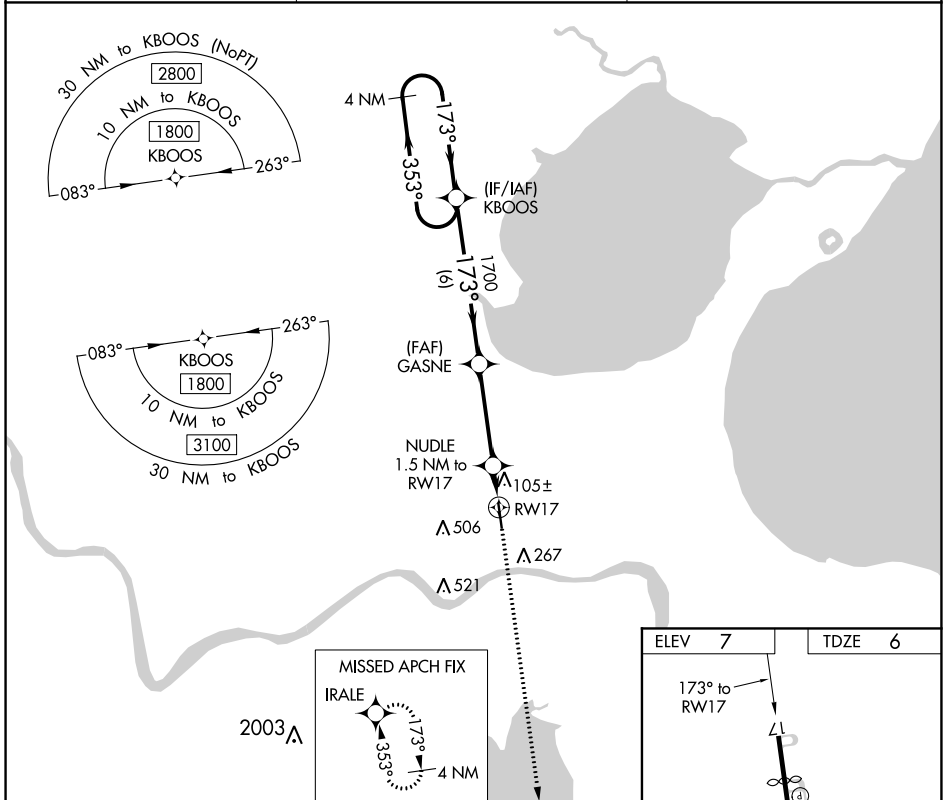 30 NM to KBOOS (NoPT)
2800
10 NM to KBOOS
1800
KBOOS
083°
263°
4 NM
173°
353°
(IF/IAF)
KBOOS
1700
173°
(6)
083°
263°
KBOOS
1800
10 NM to KBOOS
3100
30 NM to KBOOS
(FAF)
GASNE
NUDLE
1.5 NM to
RW17
105±
RW17
506
267
521
MISSED APCH FIX
IRALE
173°
353°
4 NM
2003
ELEV 7
TDZE 6
173° to
RW17
17
P